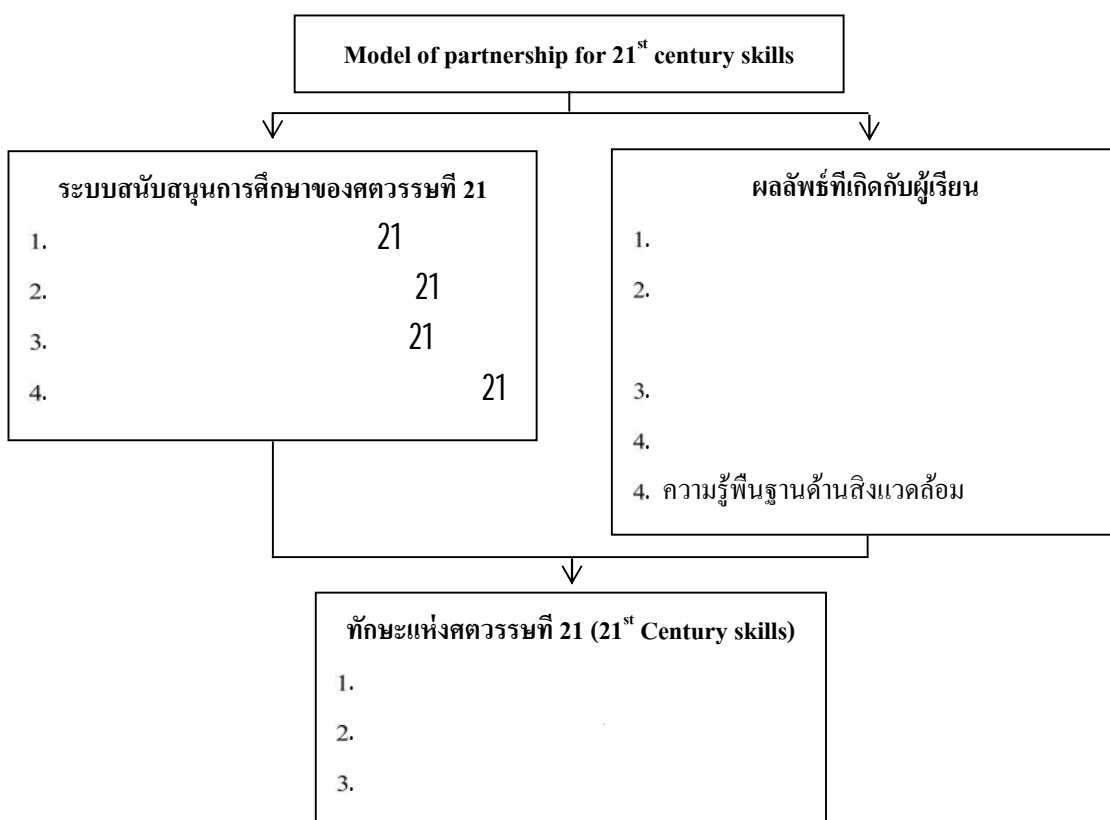 Model of partnership for 21st century skills
ระบบสนับสนุนการศึกษาของศตวรรษที 21
1. 21
2. 21
3. 21
4. 21
ผลลัพธ์ทีเกิดกับผู้เรียน
1.
2.
3.
4.
4. ความรู้พืนฐานด้านสิงแวดล้อม
ทักษะแห่งศตวรรษที 21 (21st Century skills)
1.
2.
3.